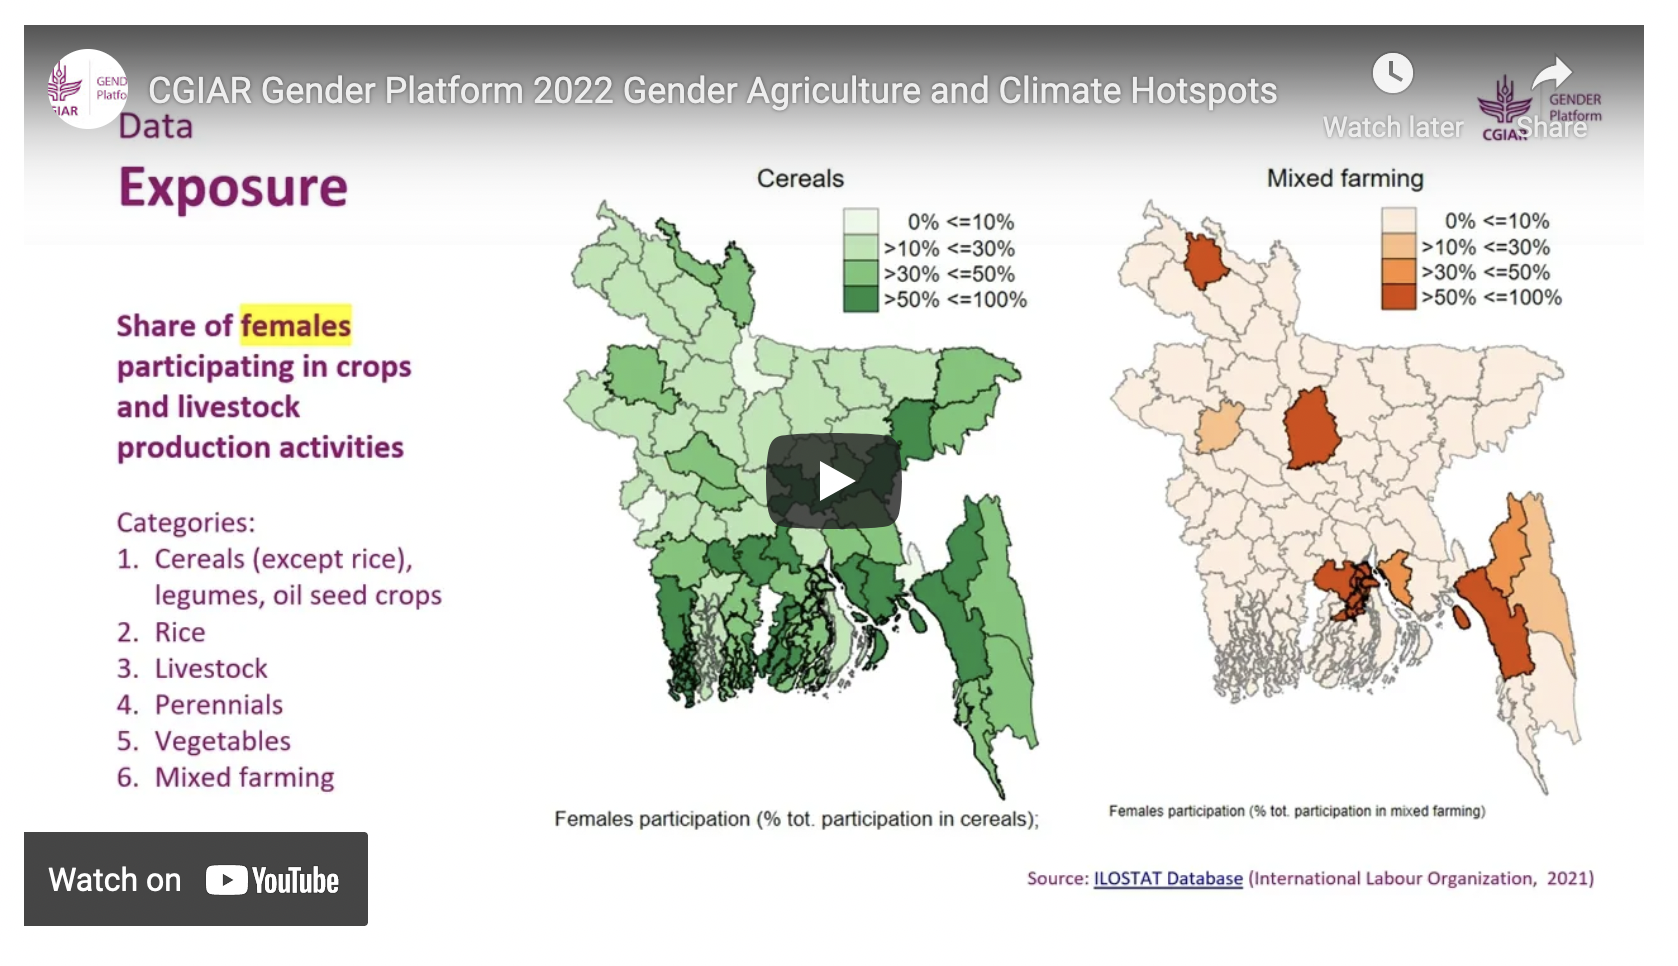 GEND
Platfo
IAR
CGIAR Gender Platform 2022 Gender Agriculture and Climate Hotspots
Watch later
Share
GENDER
Platform
CGIAR
Data
Exposure
Share of females
participating in crops
and livestock
production activities
Categories:
1. Cereals (except rice),
legumes, oil seed crops
2. Rice
3. Livestock
4. Perennials
5. Vegetables
6. Mixed farming
Cereals
0% <=10%
>10% <=30%
>30% <=50%
>50% <=100%
Females participation (% tot. participation in cereals);
Mixed farming
0% <=10%
>10% <=30%
>30% <=50%
>50% <=100%
Females participation (% tot. participation in mixed farming)
Watch on YouTube
Source: ILOSTAT Database (International Labour Organization, 2021)